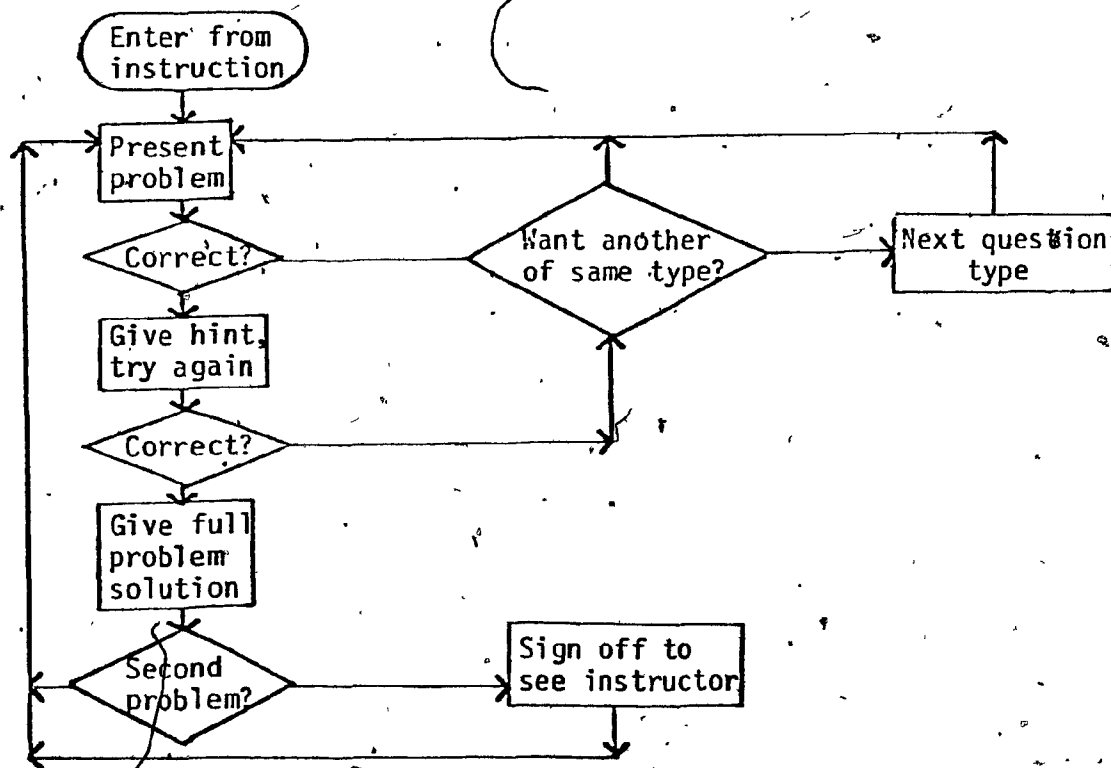 Enter from
instruction
Present
problem
Correct?
Want another
of same type?
Next question
type
Give hint,
try again
Correct?
Give full
problem
solution
Second
problem?
Sign off to
see instructor